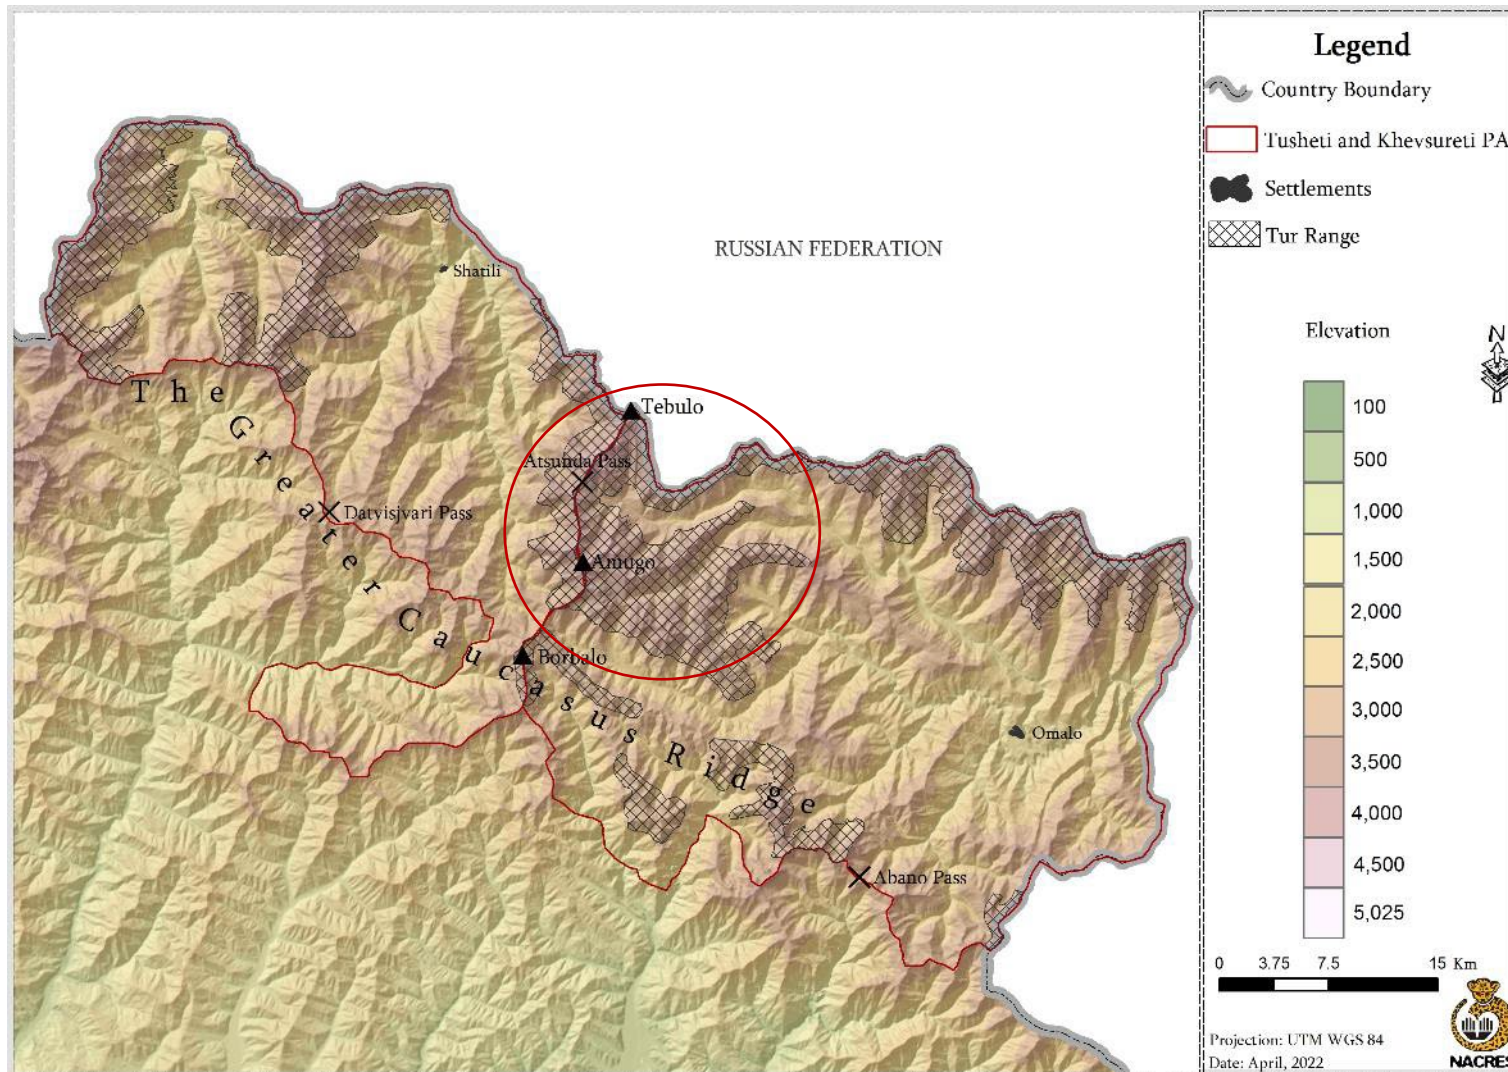 Legend
Country Boundary
Tusheti and Khevsureti PA
Settlements
Tur Range
RUSSIAN FEDERATION
Shatili
Elevation
N
The Greater Caucasus Ridge
Tebulo
Atsunda Pass
Datvisjvari Pass
Amugo
Borbalo
Omalo
Abano Pass
100
500
1,000
1,500
2,000
2,500
3,000
3,500
4,000
4,500
5,025
0 3.75 7.5 15 Km
Projection: UTM WGS 84
Date: April, 2022
NACRES